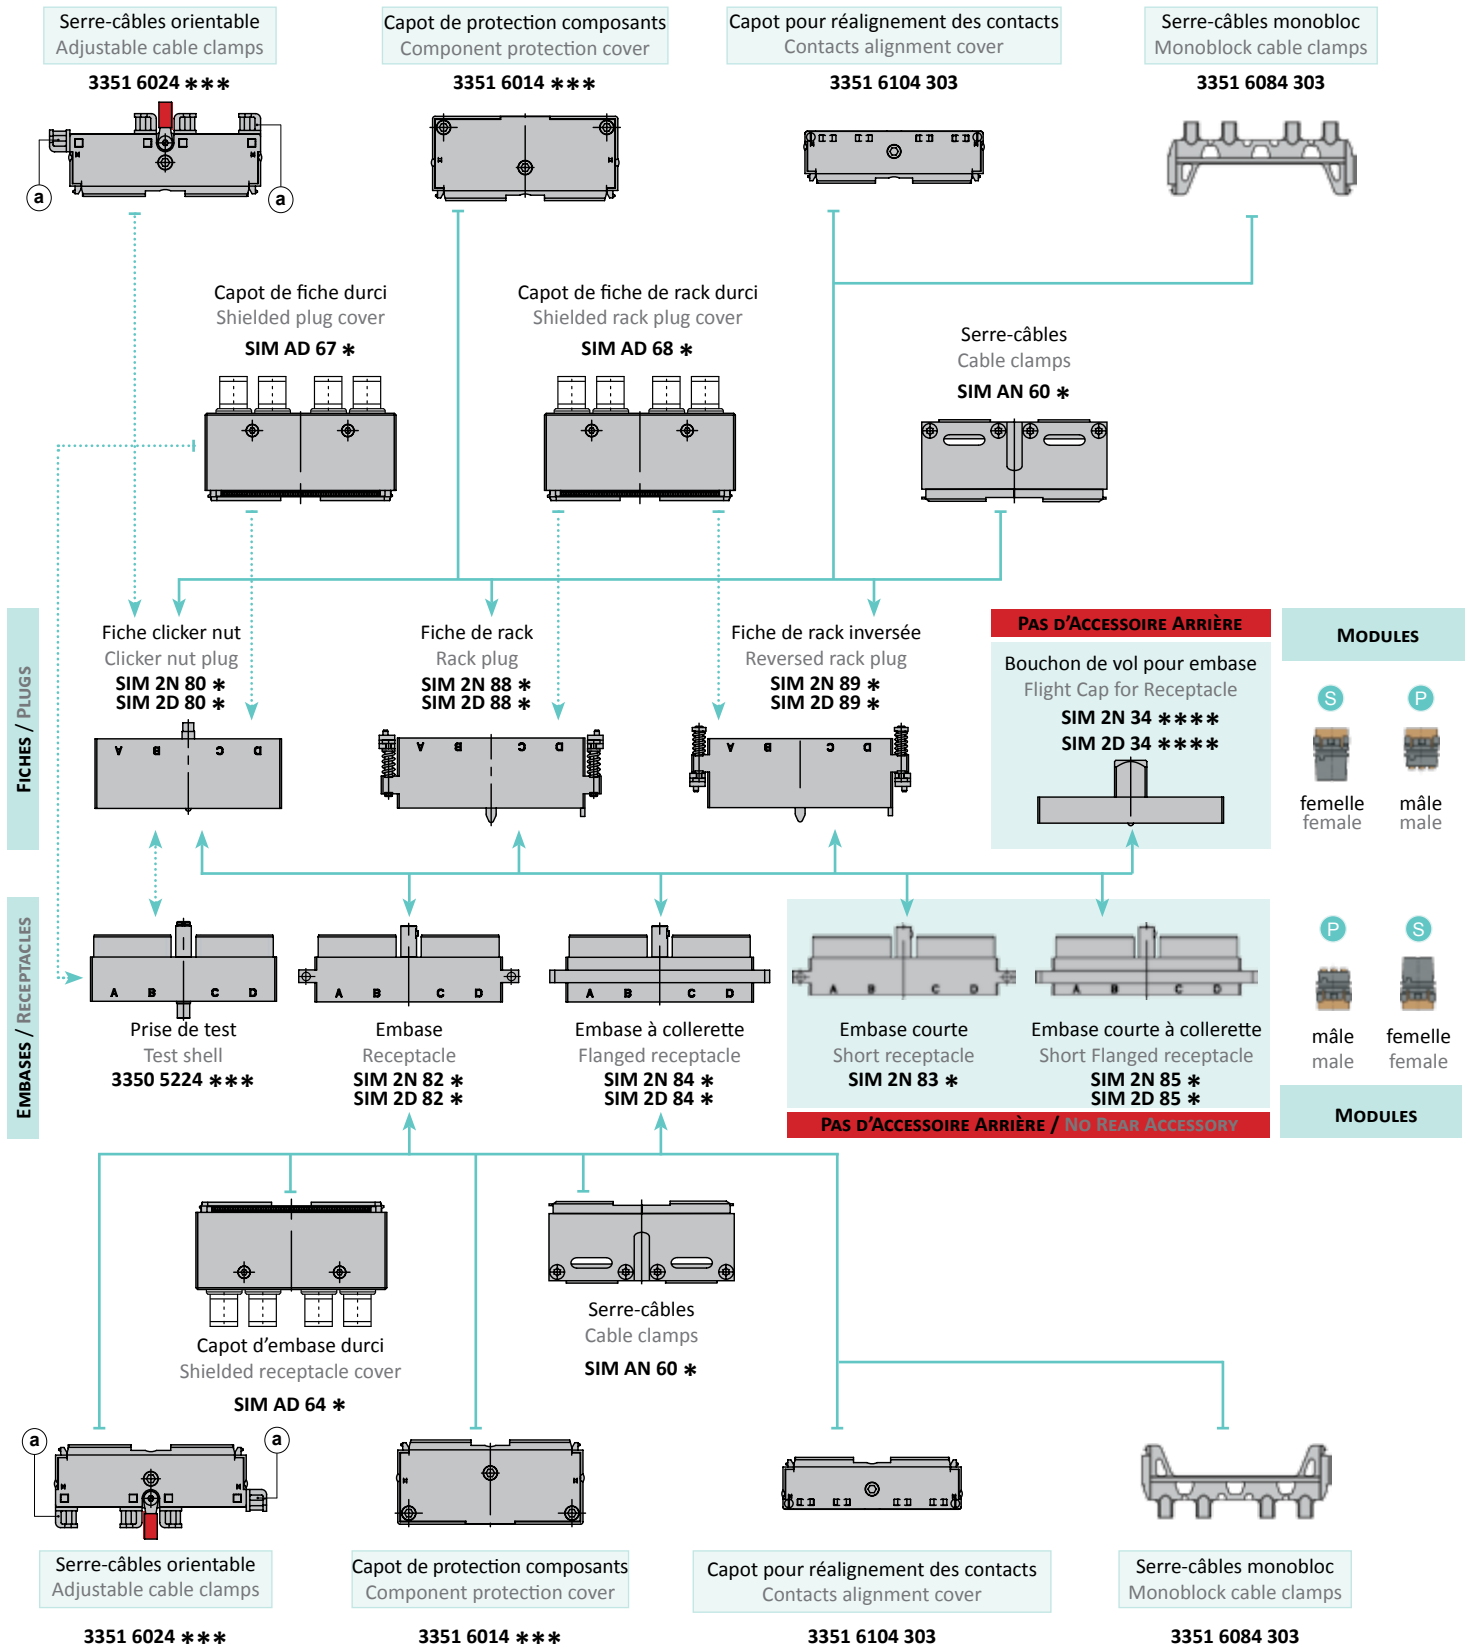 Serre-câbles orientable
Adjustable cable clamps
3351 6024 ***
Capot de protection composants
Component protection cover
3351 6014 ***
Capot pour réalignement des contacts
Contacts alignment cover
3351 6104 303
Serre-câbles monobloc
Monoblock cable clamps
3351 6084 303
a
a
Capot de fiche durci
Shielded plug cover
SIM AD 67 *
Capot de fiche de rack durci
Shielded rack plug cover
SIM AD 68 *
Serre-câbles
Cable clamps
SIM AN 60 *
FICHES / PLUGS
Fiche clicker nut
Clicker nut plug
SIM 2N 80 *
SIM 2D 80 *
A B C D
Fiche de rack
Rack plug
SIM 2N 88 *
SIM 2D 88 *
A B C D
Fiche de rack inversée
Reversed rack plug
SIM 2N 89 *
SIM 2D 89 *
A B C D
PAS D'ACCESSOIRE ARRIÈRE
Bouchon de vol pour embase
Flight Cap for Receptacle
SIM 2N 34 ****
SIM 2D 34 ****
MODULES
S
P
femelle
female
mâle
male
EMBASES / RECEPTACLES
A B C D
Prise de test
Test shell
3350 5224 ***
A B C D
Embase
Receptacle
SIM 2N 82 *
SIM 2D 82 *
A B C D
Embase à collerette
Flanged receptacle
SIM 2N 84 *
SIM 2D 84 *
A B C D
Embase courte
Short receptacle
SIM 2N 83 *
A B C D
Embase courte à collerette
Short Flanged receptacle
SIM 2N 85 *
SIM 2D 85 *
PAS D'ACCESSOIRE ARRIÈRE / NO REAR ACCESSORY
P
S
mâle
male
femelle
female
MODULES
Capot d'embase durci
Shielded receptacle cover
SIM AD 64 *
Serre-câbles
Cable clamps
SIM AN 60 *
a
a
Serre-câbles orientable
Adjustable cable clamps
3351 6024 ***
Capot de protection composants
Component protection cover
3351 6014 ***
Capot pour réalignement des contacts
Contacts alignment cover
3351 6104 303
Serre-câbles monobloc
Monoblock cable clamps
3351 6084 303